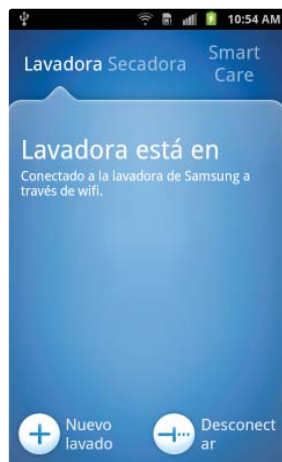 10:54 AM
Lavadora Secadora Smart
Care
Lavadora está en
Conectado a la lavadora de Samsung a
través de wifi.
Nuevo
lavado
Desconect
ar